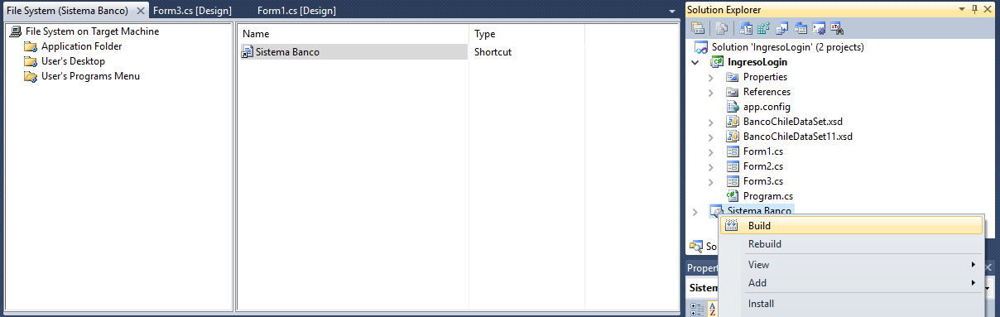 File System (Sistema Banco)
Form3.cs [Design]
Form1.cs [Design]
File System on Target Machine
Application Folder
User's Desktop
User's Programs Menu
Name Type
Sistema Banco Shortcut
Solution Explorer
Solution 'IngresoLogin' (2 projects)
IngresoLogin
Properties
References
app.config
BancoChileDataSet.xsd
BancoChileDataSet11.xsd
Form1.cs
Form2.cs
Form3.cs
Program.cs
Sistema Banco
Build
Rebuild
View
Add
Install
So
Propert
Sistem